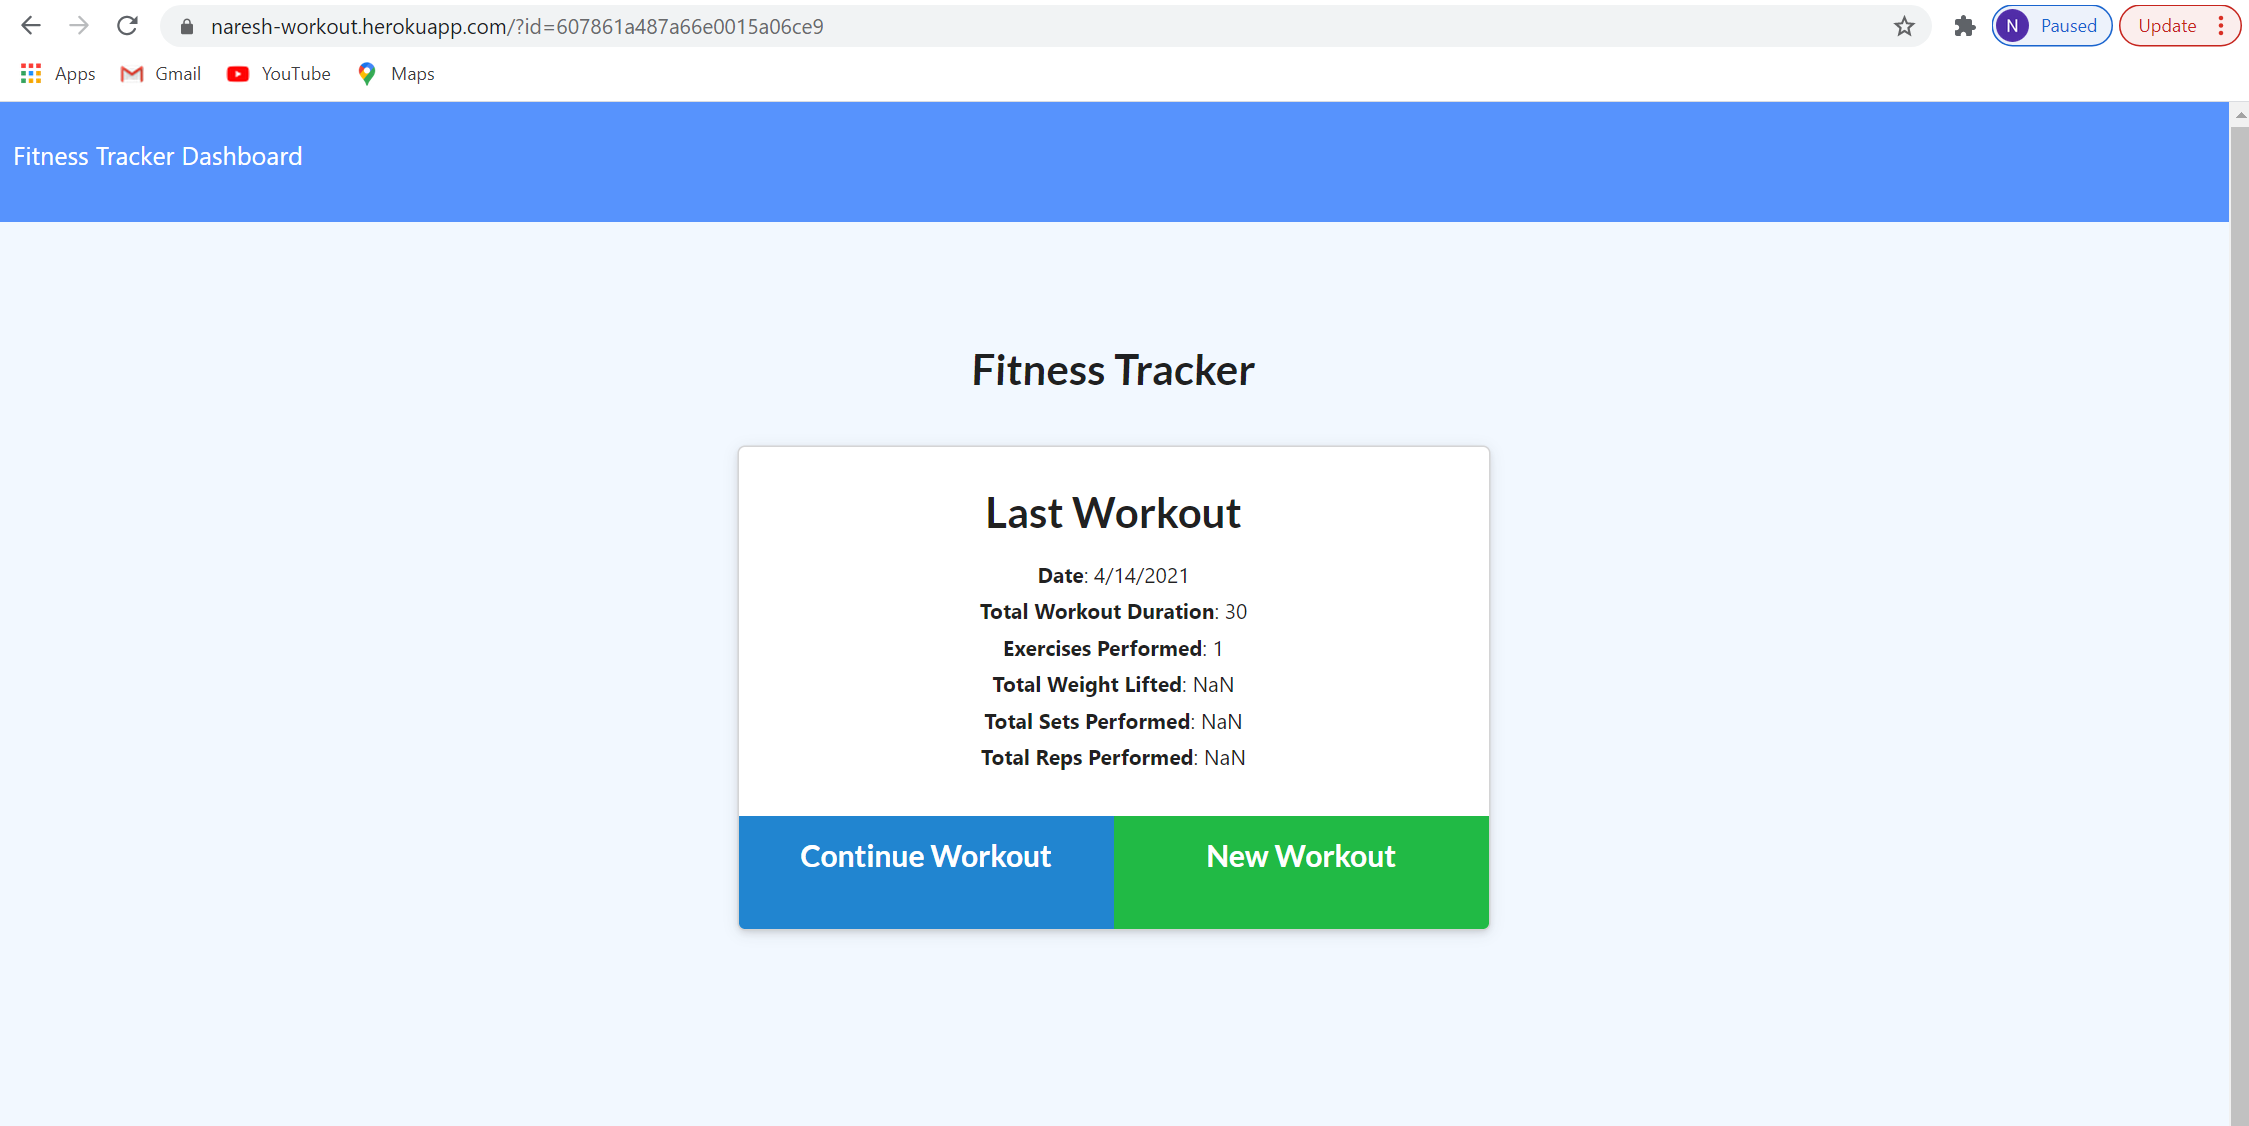 naresh-workout.herokuapp.com/?id=607861a487a66e0015a06ce9
N Paused Update
Apps Gmail YouTube Maps
Fitness Tracker Dashboard
Fitness Tracker
Last Workout
Date: 4/14/2021
Total Workout Duration: 30
Exercises Performed: 1
Total Weight Lifted: NaN
Total Sets Performed: NaN
Total Reps Performed: NaN
Continue Workout New Workout